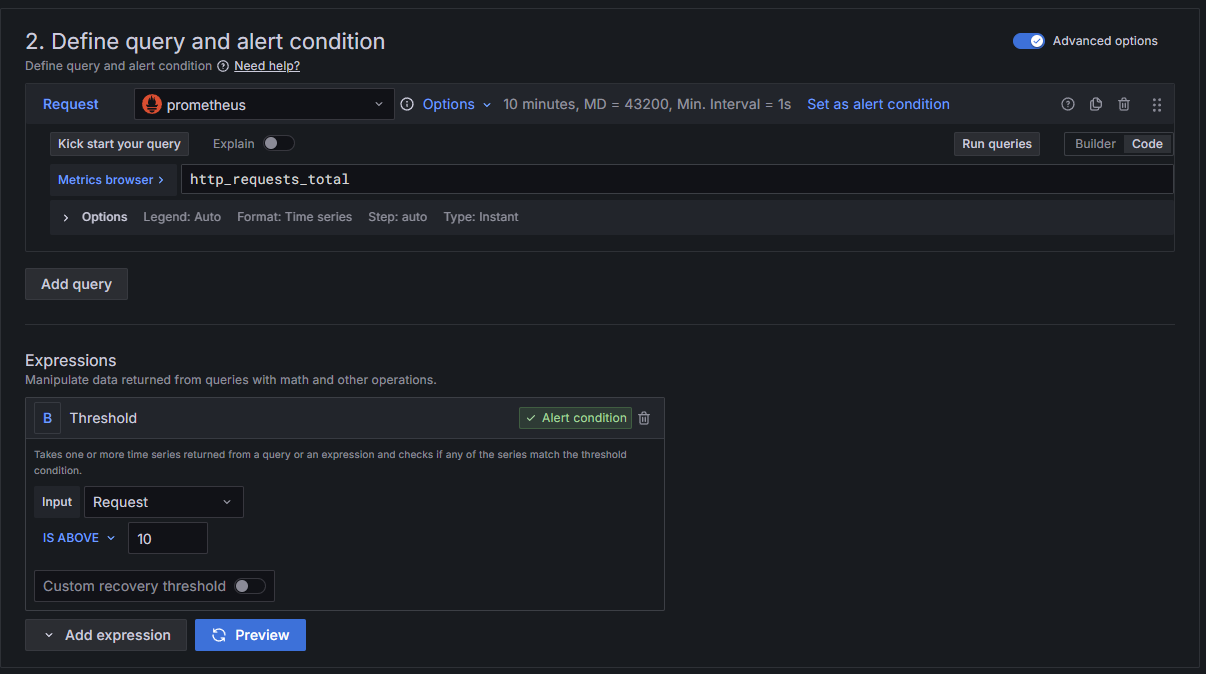 2. Define query and alert condition
Advanced options
Define query and alert condition Need help?
Request prometheus Options 10 minutes, MD = 43200, Min. Interval = 1s Set as alert condition
Kick start your query Explain Run queries Builder Code
Metrics browser > http_requests_total
Options Legend: Auto Format: Time series Step: auto Type: Instant
Add query
Expressions
Manipulate data returned from queries with math and other operations.
B Threshold Alert condition
Takes one or more time series returned from a query or an expression and checks if any of the series match the threshold
condition.
Input Request
IS ABOVE 10
Custom recovery threshold
Add expression Preview